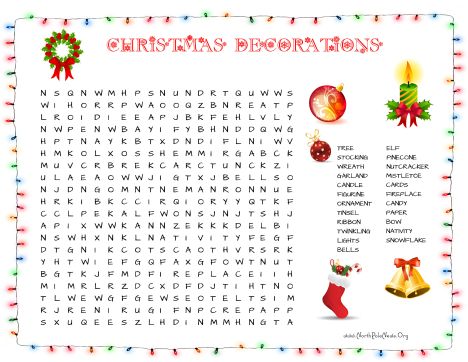 CHRISTMAS DECORATIONS
N S Q N W M H P S N U N D R T Q U W W S
W I H O R R P W A O O Q Z B N R E A T P
L R O I D I E E A P J B K F E H L V L Y
N W P E N W B A Y I F Y B H N D D Q W G
H P T N A Y K B T X D N D I F L N I W V
H M K O L X O S S H E M M I R G A B C K
M U V C R B R E K C A R C T U N C K Z I
U L A E A O W W J I G T X G B L L E S O
N J D N G O M N T N E M A N R O N N U E
H R K I B K C C I R Q I O R Y Y Q T K F
C C L P E K A L F W O N S J N J T S H J
A P I X W W K A N N Z E K K K D E L B I
N S W H X N K L N A T I V I T Y F E G F
D T G N I K C O T S C A O T H V R S R K
Y H T W I E F G Q F A X G F O W T N U T
B G T K J F M D F I R E P L A C E I I H
M I D N R U G I F S J N N M M O H T N O
T L W E W G F F G E W S E O T E L T S I M
F R P C R E P A P R O C P R C N E P A S P
S X U Q E E S Z L H D I N M M M H N T G
TREE
STOCKING
WREATH
GARLAND
CANDLE
FIGURINE
ORNAMENT
TINSEL
RIBBON
TWINKLING
LIGHTS
BELLS
ELF
PINECONE
NUTCRACKER
MISTLETOE
CARDS
FIREPLACE
CANDY
PAPER
BOW
NATIVITY
SNOWFLAKE
www.NorthPoleNews.Org